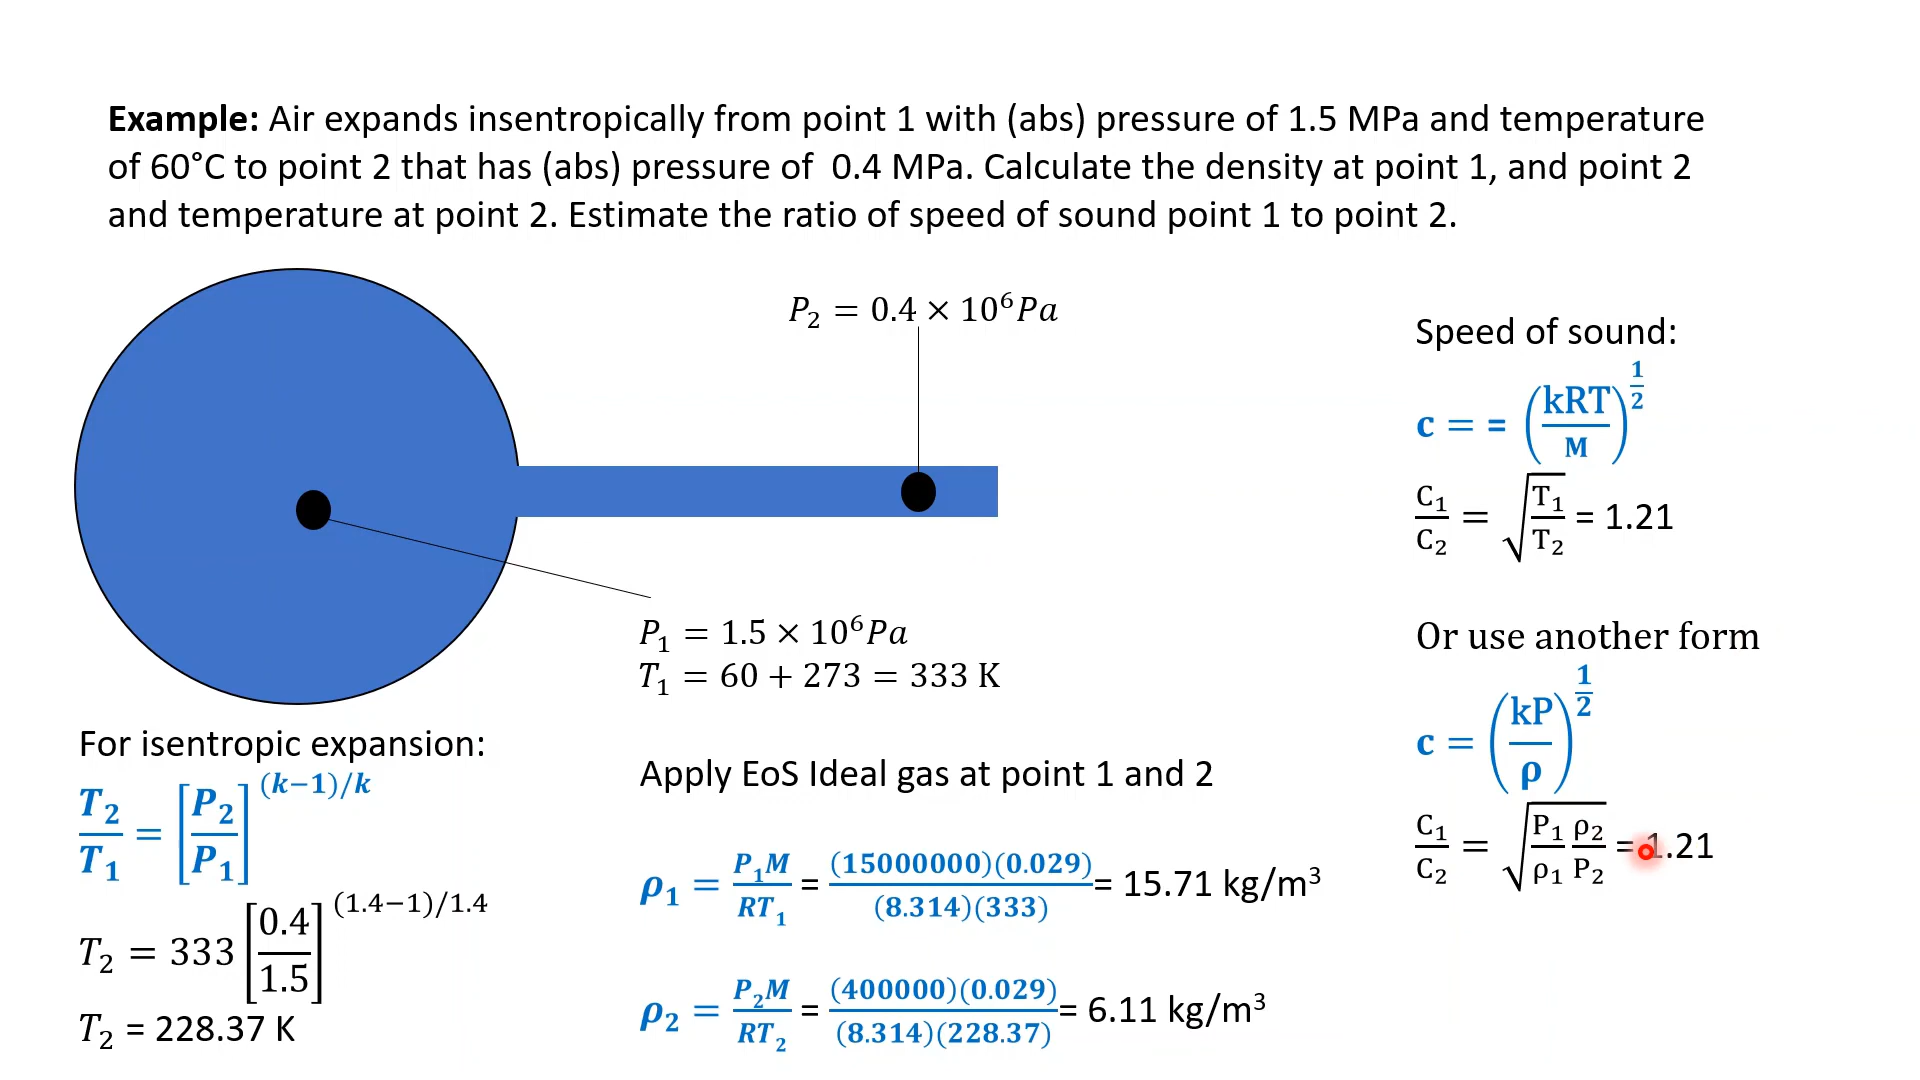 Example: Air expands insentropically from point 1 with (abs) pressure of 1.5 MPa and temperature
of 60°C to point 2 that has (abs) pressure of 0.4 MPa. Calculate the density at point 1, and point 2
and temperature at point 2. Estimate the ratio of speed of sound point 1 to point 2.
P₂ = 0.4 × 10⁶Pa
P₁ = 1.5 × 10⁶Pa
T₁ = 60 + 273 = 333 K
For isentropic expansion:
T₂/T₁ = [P₂/P₁]^(k−1)/k
T₂ = 333 [0.4/1.5]^(1.4−1)/1.4
T₂ = 228.37 K
Apply EoS Ideal gas at point 1 and 2
ρ₁ = P₁M/RT₁ = (15000000)(0.029)/(8.314)(333) = 15.71 kg/m³
ρ₂ = P₂M/RT₂ = (400000)(0.029)/(8.314)(228.37) = 6.11 kg/m³
Speed of sound:
c = = (kRT/M)^1/2
C₁/C₂ = √(T₁/T₂) = 1.21
Or use another form
c = (kP/ρ)^1/2
C₁/C₂ = √(P₁/ρ₁ ρ₂/P₂) = 1.21